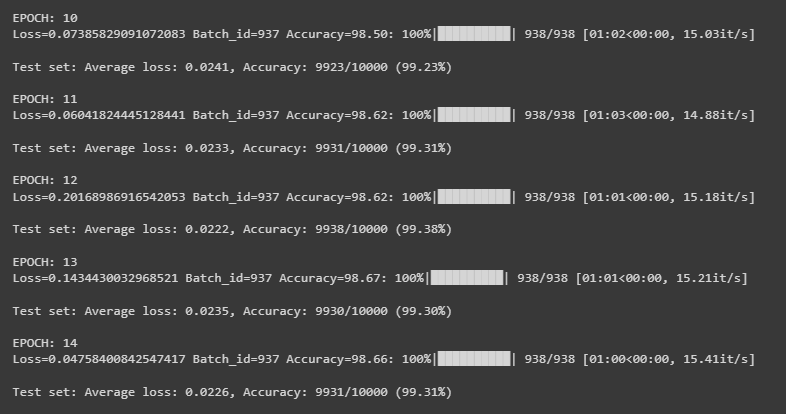 EPOCH: 10
Loss=0.07385829091072083 Batch_id=937 Accuracy=98.50: 100%|██████████| 938/938 [01:02<00:00, 15.03it/s]
Test set: Average loss: 0.0241, Accuracy: 9923/10000 (99.23%)
EPOCH: 11
Loss=0.06041824445128441 Batch_id=937 Accuracy=98.62: 100%|██████████| 938/938 [01:03<00:00, 14.88it/s]
Test set: Average loss: 0.0233, Accuracy: 9931/10000 (99.31%)
EPOCH: 12
Loss=0.20168986916542053 Batch_id=937 Accuracy=98.62: 100%|██████████| 938/938 [01:01<00:00, 15.18it/s]
Test set: Average loss: 0.0222, Accuracy: 9938/10000 (99.38%)
EPOCH: 13
Loss=0.1434430032968521 Batch_id=937 Accuracy=98.67: 100%|██████████| 938/938 [01:01<00:00, 15.21it/s]
Test set: Average loss: 0.0235, Accuracy: 9930/10000 (99.30%)
EPOCH: 14
Loss=0.04758400842547417 Batch_id=937 Accuracy=98.66: 100%|██████████| 938/938 [01:00<00:00, 15.41it/s]
Test set: Average loss: 0.0226, Accuracy: 9931/10000 (99.31%)